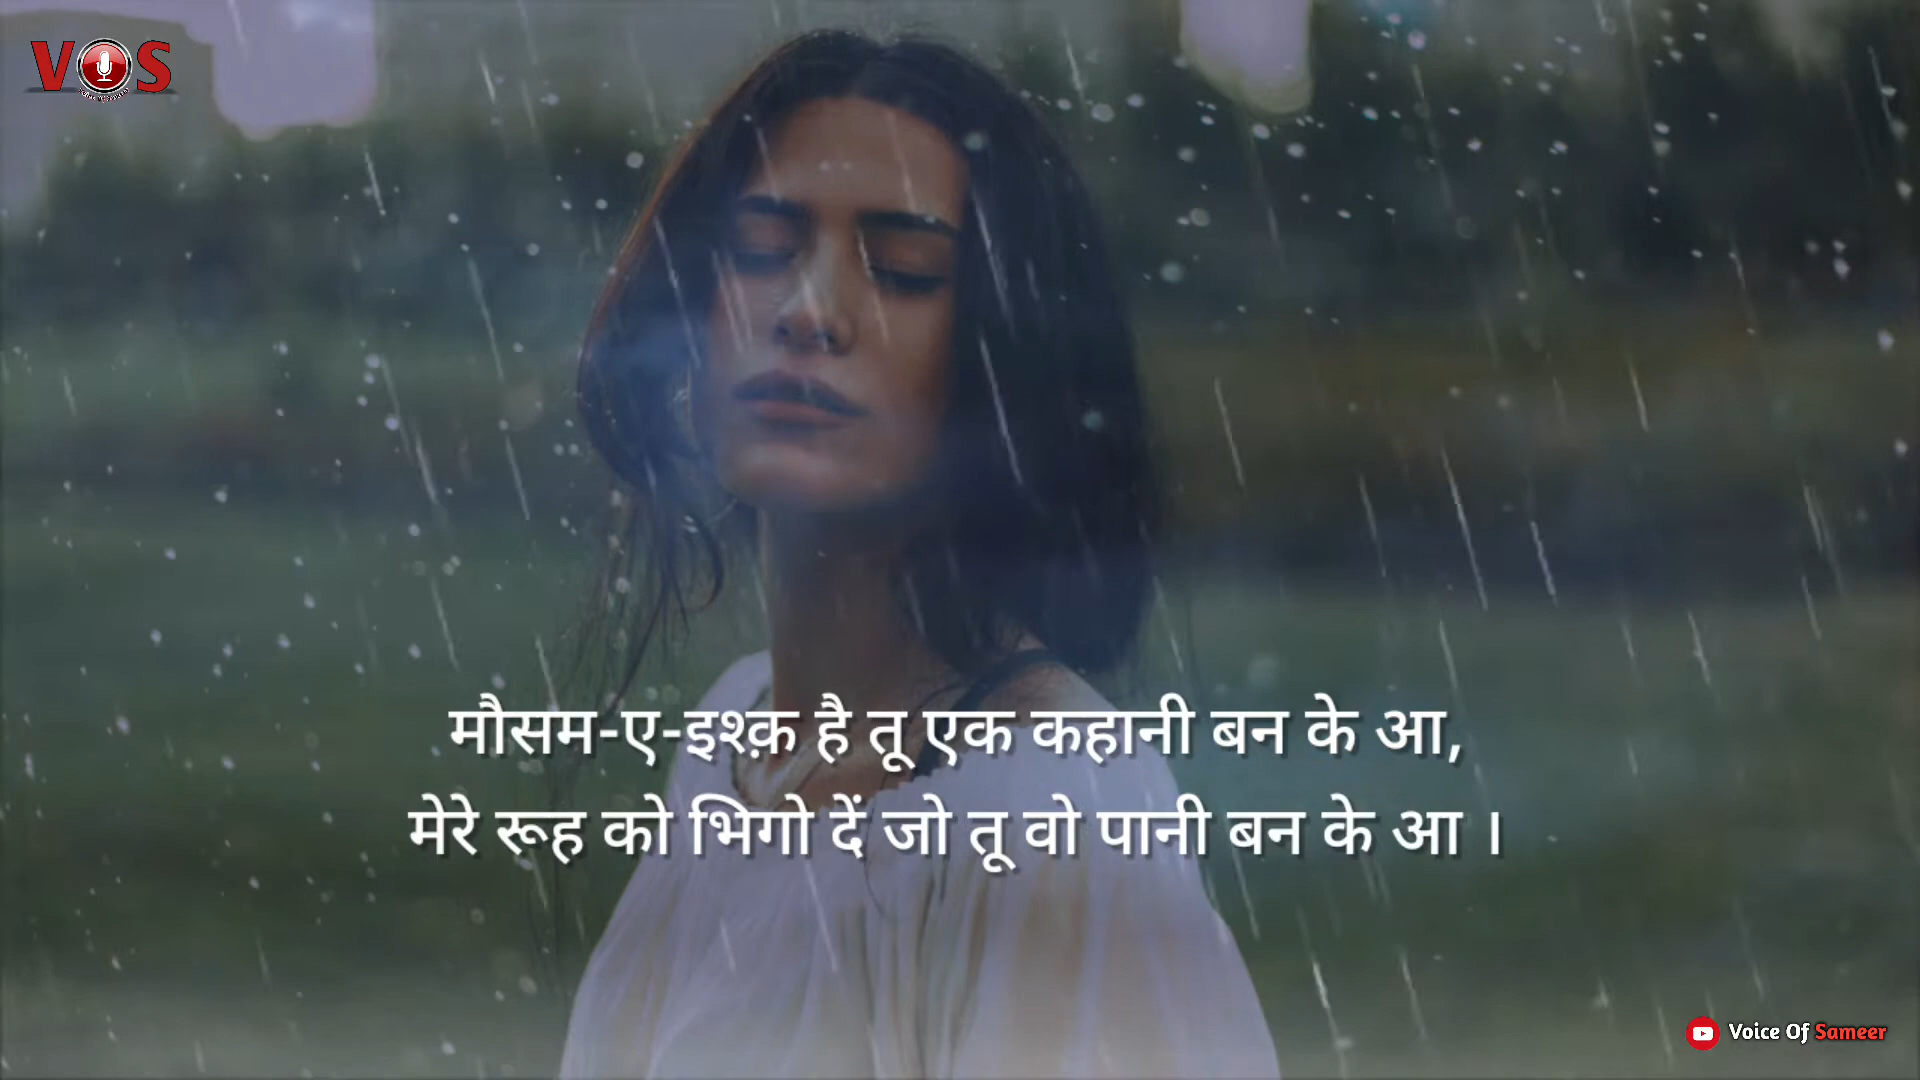 VOS
मौसम-ए-इश्क़ है तू एक कहानी बन के आ,
मेरे रूह को भिगो दें जो तू वो पानी बन के आ ।
Voice Of Sameer